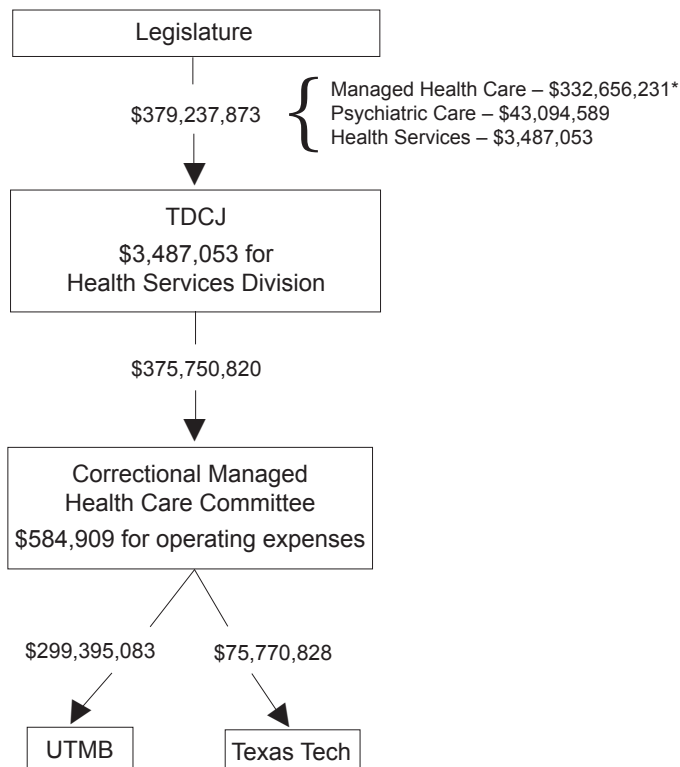 Legislature
$379,237,873
Managed Health Care – $332,656,231*
Psychiatric Care – $43,094,589
Health Services – $3,487,053
TDCJ
$3,487,053 for
Health Services Division
$375,750,820
Correctional Managed
Health Care Committee
$584,909 for operating expenses
$299,395,083
$75,770,828
UTMB
Texas Tech